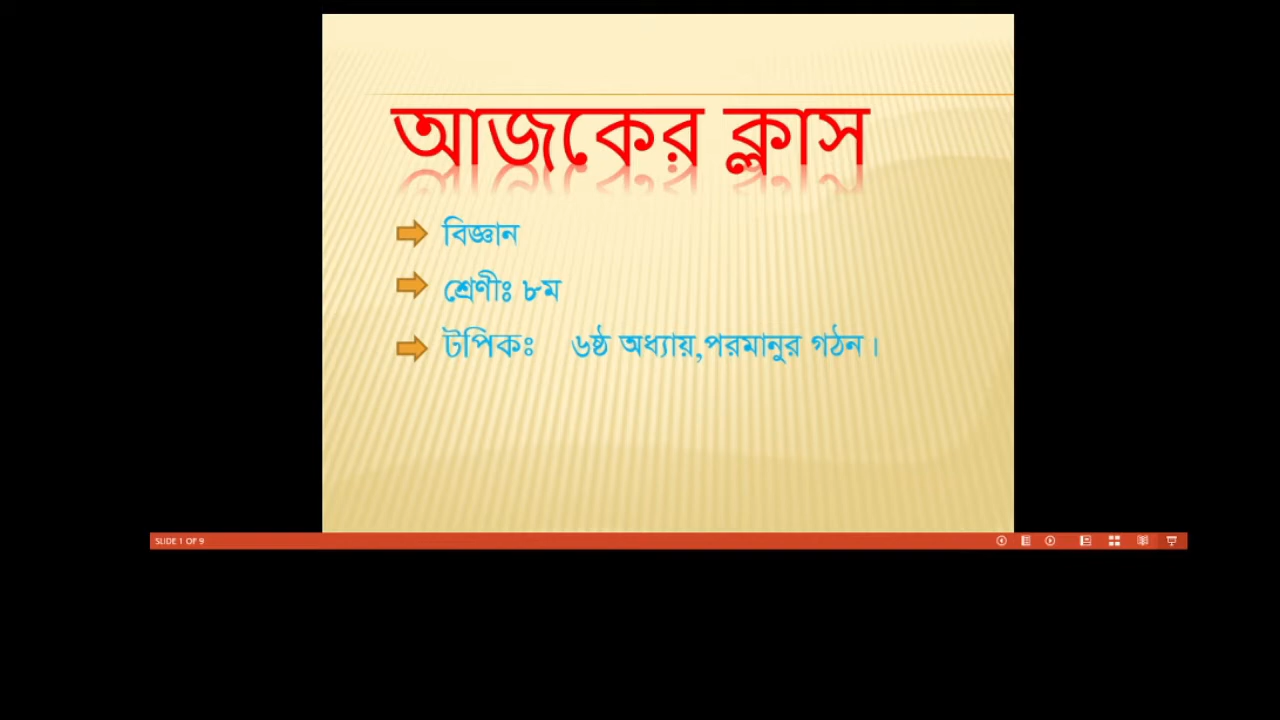 আজকের ক্লাস
বিজ্ঞান
শ্রেণীঃ ৮ম
টপিকঃ ৬ষ্ঠ অধ্যায়,পরমানুর গঠন।
SLIDE 1 OF 9